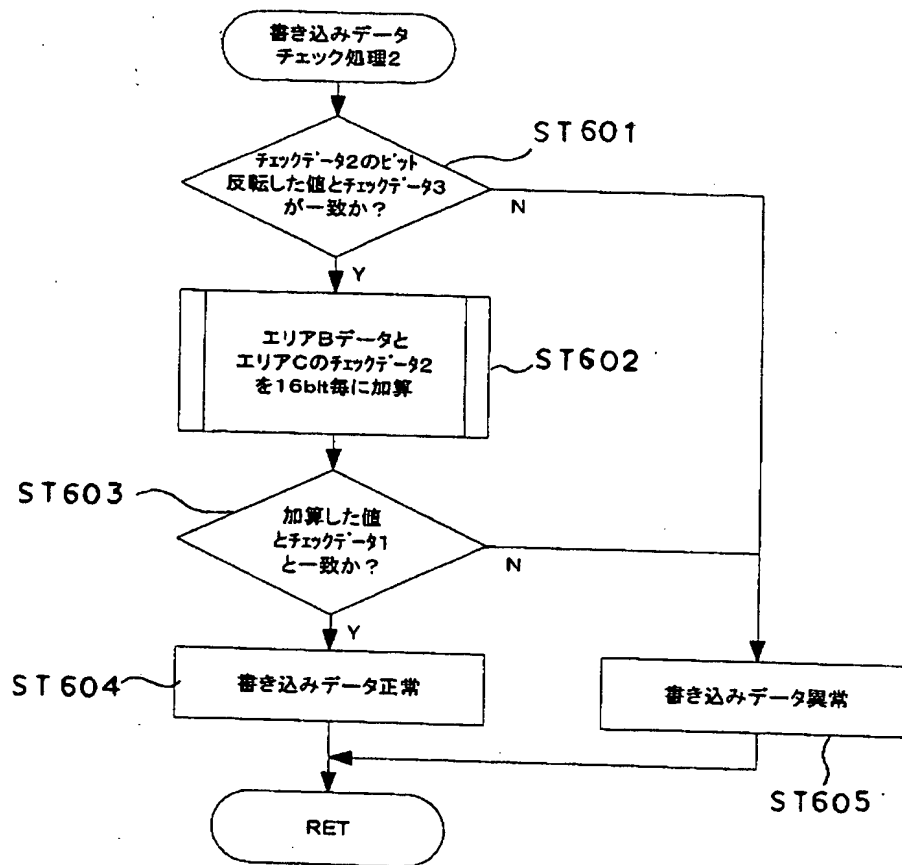 書き込みデータ
チェック処理2
ST601
チェックデータ2のビット
反転した値とチェックデータ3
が一致か?
N
Y
エリアBデータと
エリアCのチェックデータ2
を16bit毎に加算
ST602
ST603
加算した値
とチェックデータ1
と一致か?
N
Y
ST604
書き込みデータ正常
書き込みデータ異常
ST605
RET